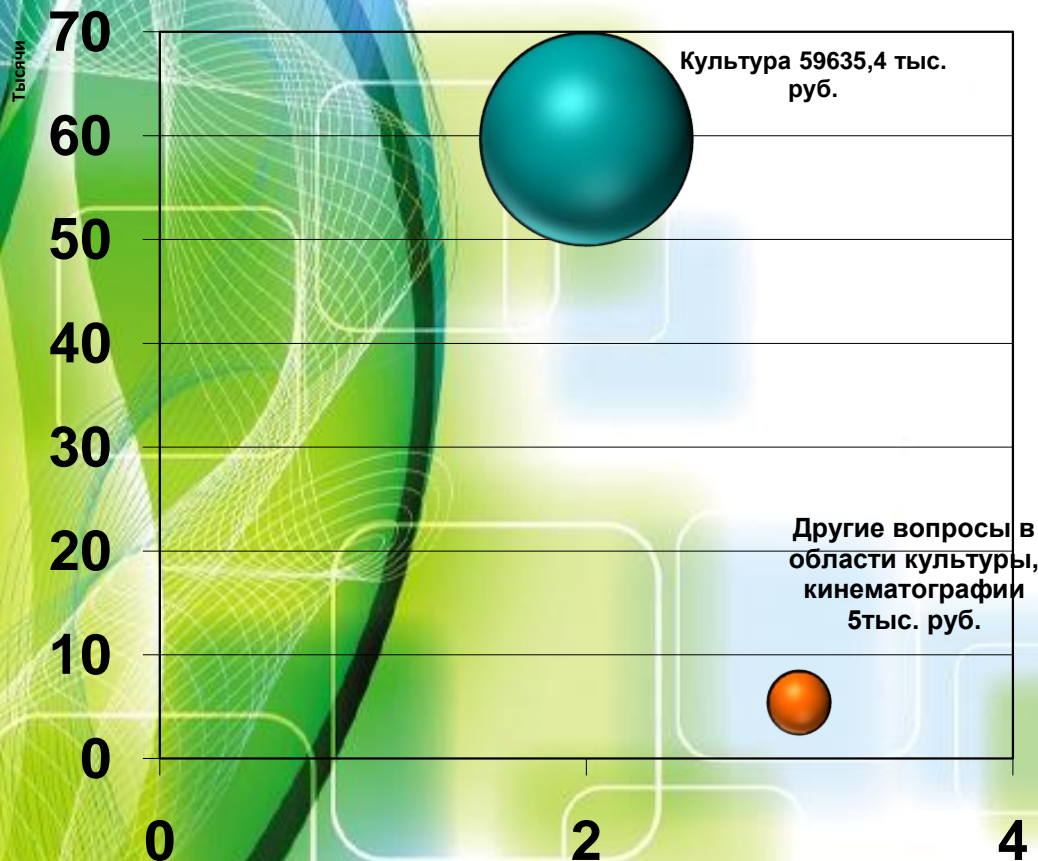 Тысячи
70
60
50
40
30
20
10
0
Культура 59635,4 тыс.
руб.
Другие вопросы в
области культуры,
кинематографии
5тыс. руб.
0
2
4